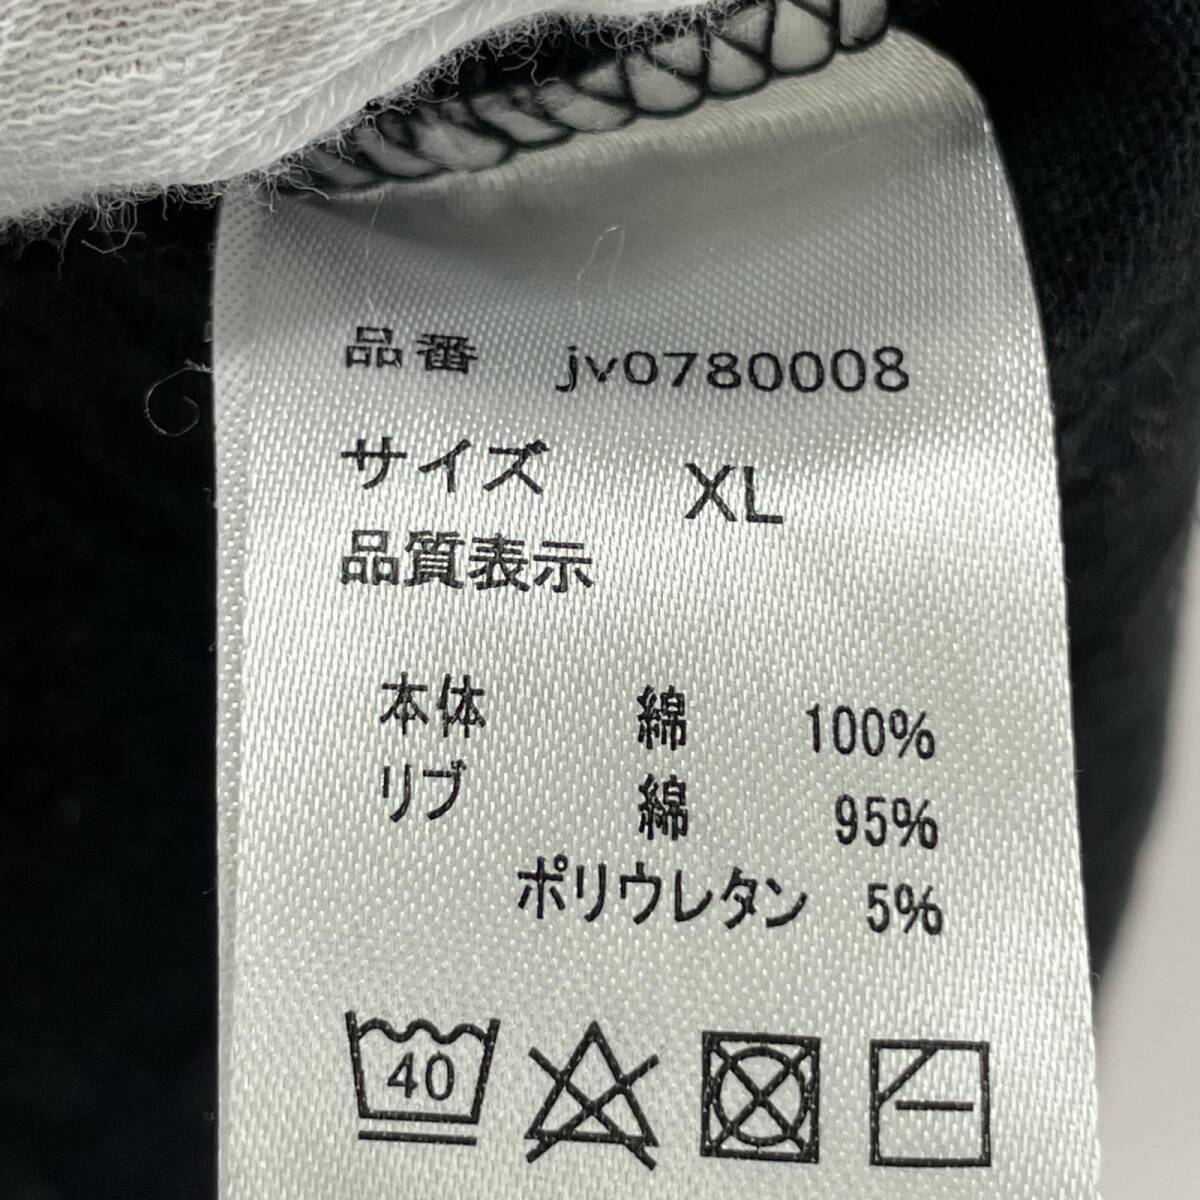 品番 jv0780008
サイズ XL
品質表示
本体 綿 100%
リブ 綿 95%
ポリウレタン 5%
40